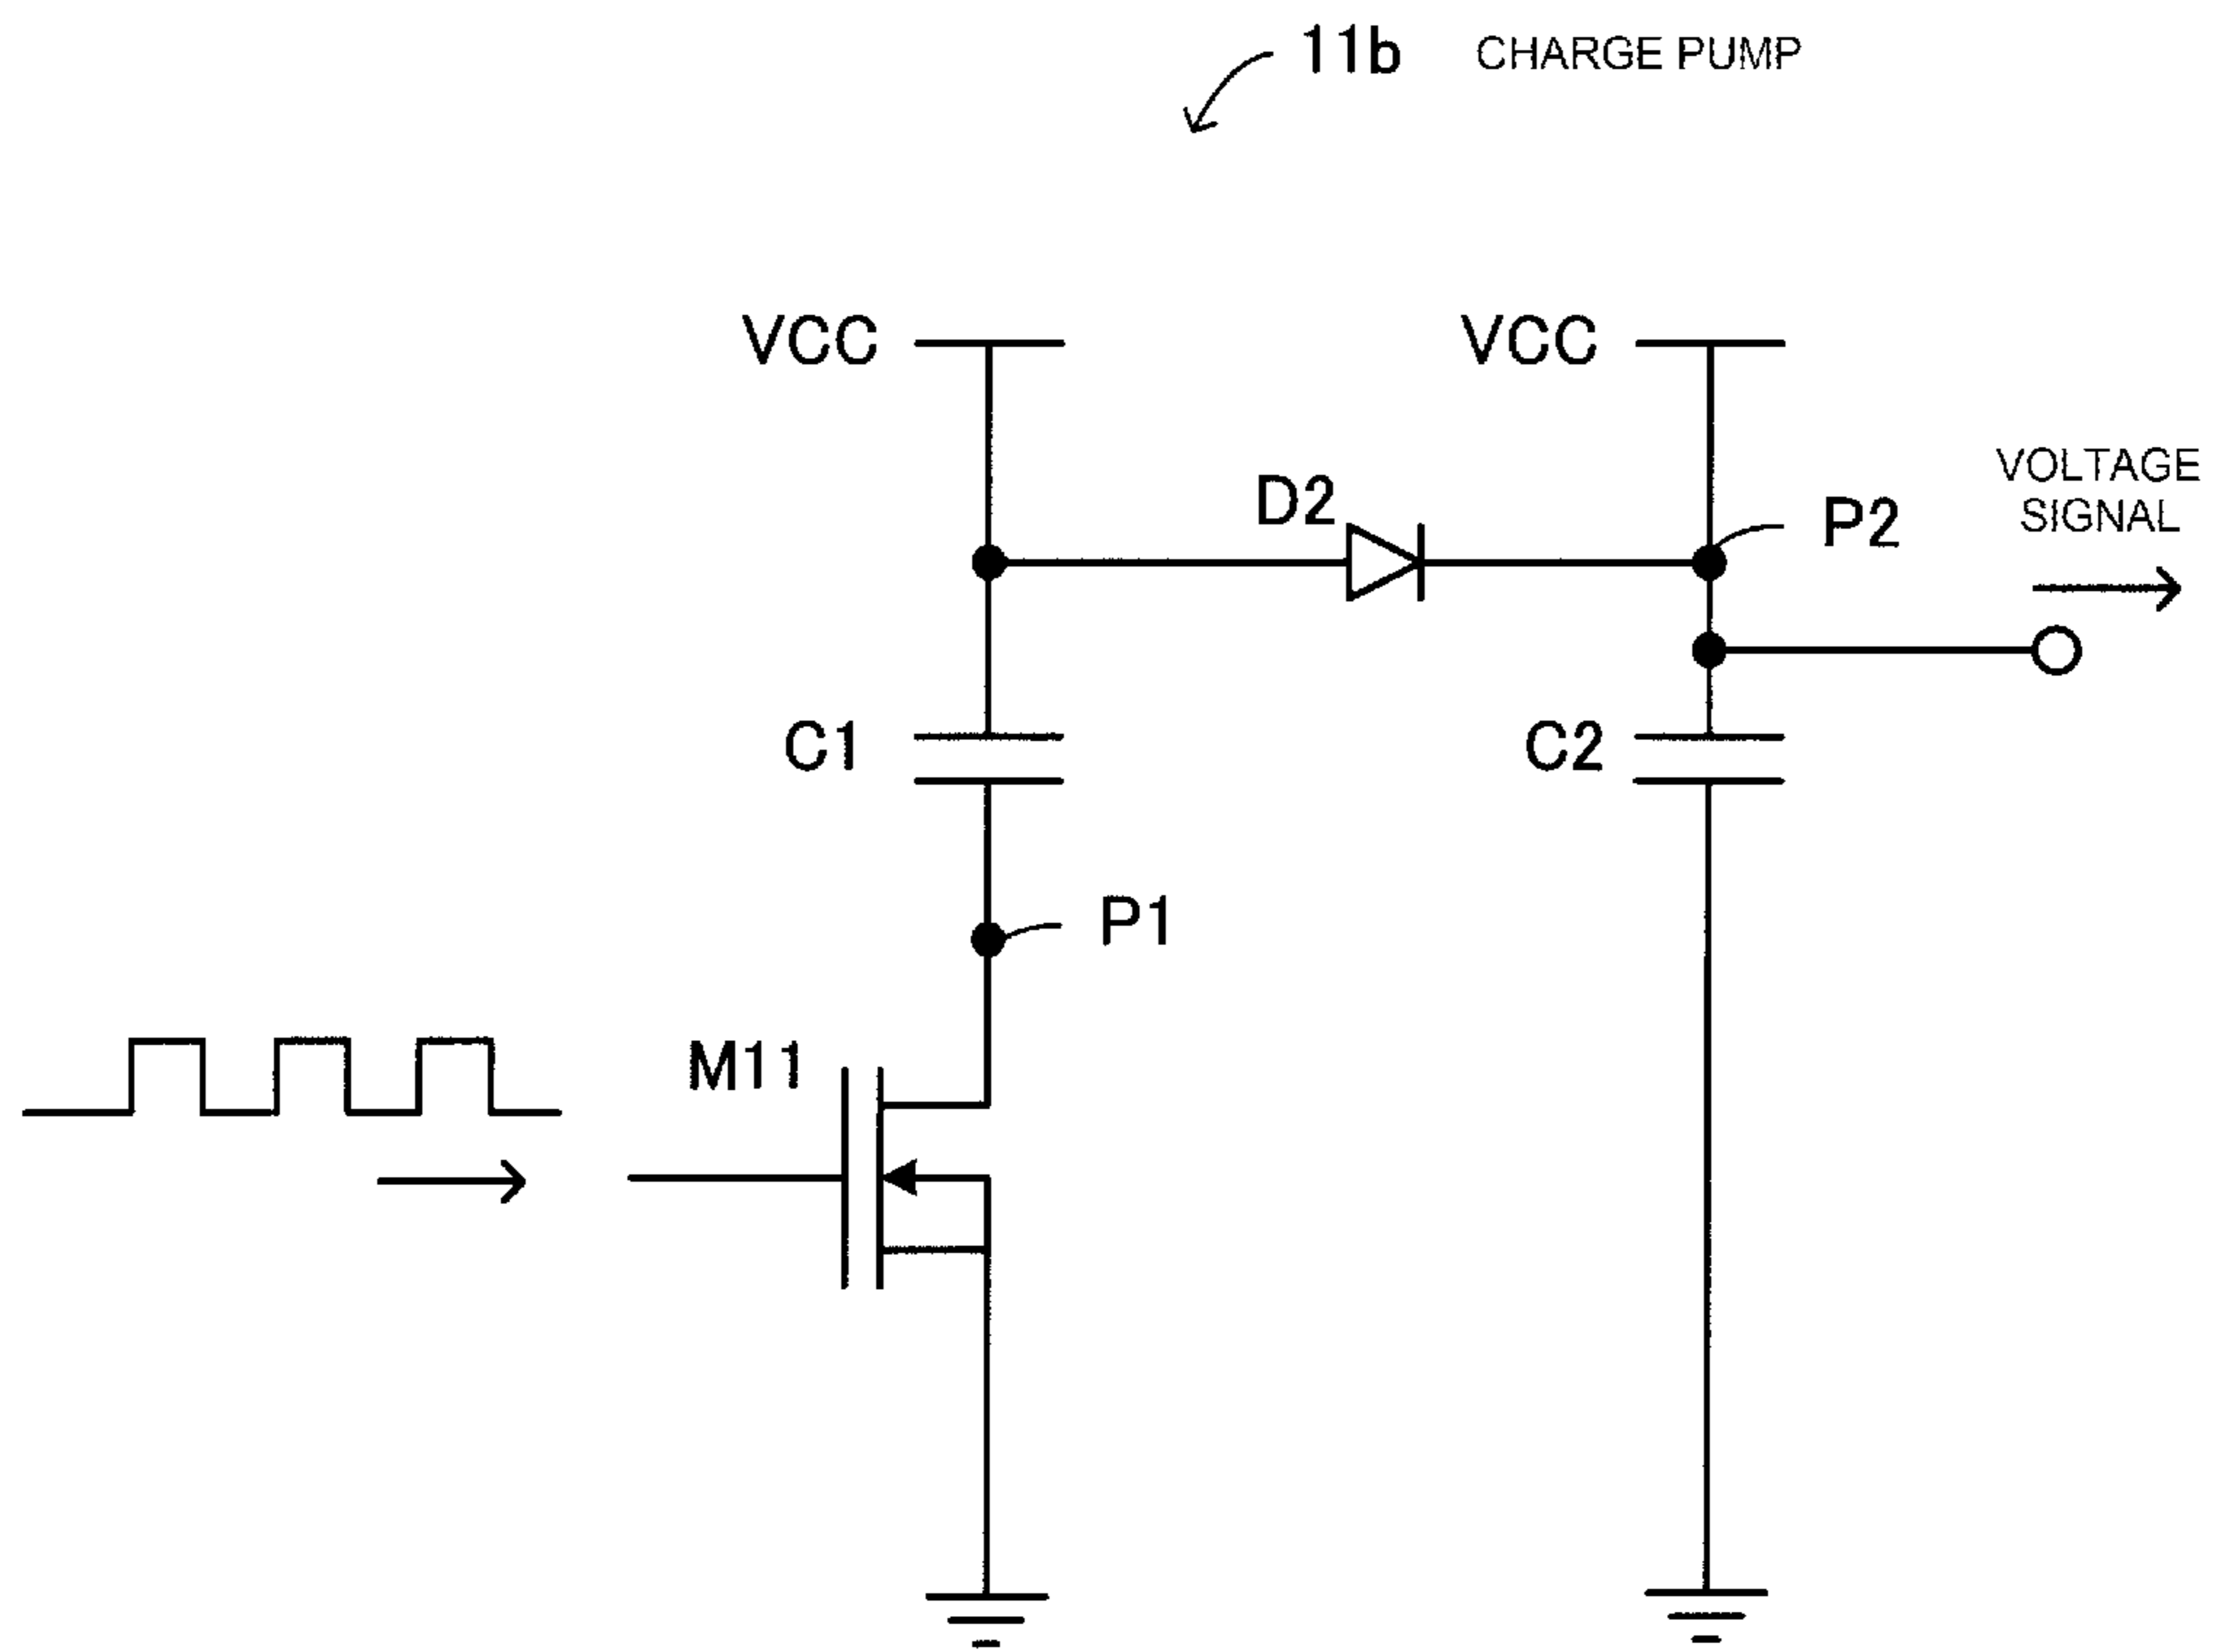 11b CHARGE PUMP
VCC
VCC
D2
P2
VOLTAGE
SIGNAL
C1
C2
P1
M11